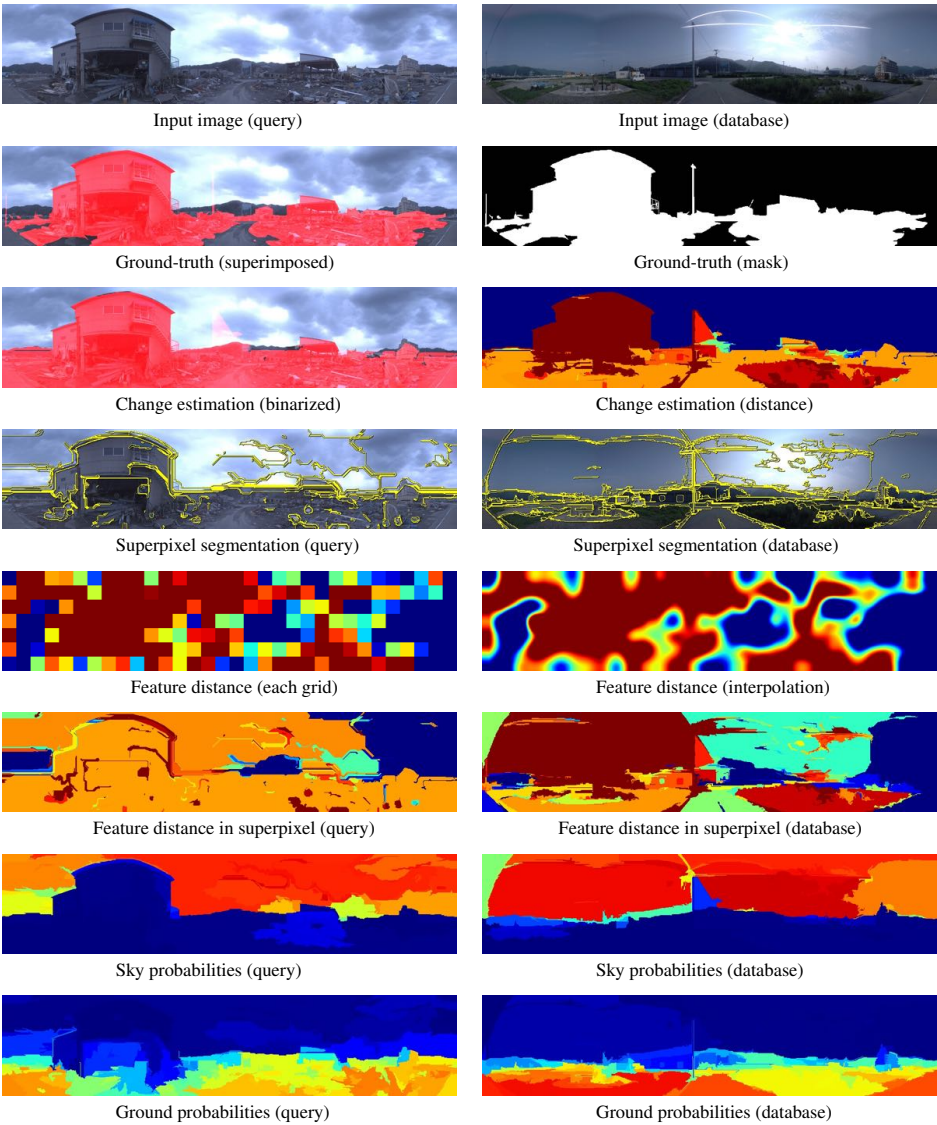 Input image (query)
Input image (database)
Ground-truth (superimposed)
Ground-truth (mask)
Change estimation (binarized)
Change estimation (distance)
Superpixel segmentation (query)
Superpixel segmentation (database)
Feature distance (each grid)
Feature distance (interpolation)
Feature distance in superpixel (query)
Feature distance in superpixel (database)
Sky probabilities (query)
Sky probabilities (database)
Ground probabilities (query)
Ground probabilities (database)